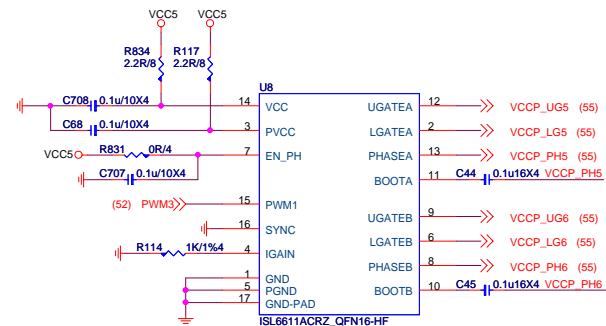 VCC5 VCC5
R834 R117
2.2R/8 2.2R/8
U8
C708 0.1u/10X4 14 VCC UGATEA 12 VCCP_UG5 (55)
C68 0.1u/10X4 3 PVCC LGATEA 2 VCCP_LG5 (55)
VCC5 R831 0R/4 7 EN_PH PHASEA 13 VCCP_PH5 (55)
C707 0.1u/10X4 BOOTA 11 C44 0.1u16X4 VCCP_PH5
(52) PWM3 15 PWM1
UGATEB 9 VCCP_UG6 (55)
16 SYNC
LGATEB 6 VCCP_LG6 (55)
R114 1K/1%4 4 IGAIN
PHASEB 8 VCCP_PH6 (55)
1 GND
5 PGND BOOTB 10 C45 0.1u16X4 VCCP_PH6
17 GND-PAD
ISL6611ACRZ_QFN16-HF